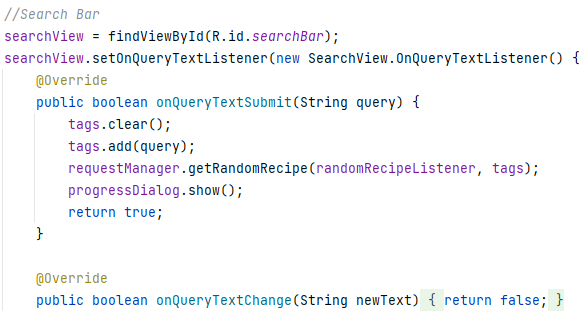 //Search Bar
searchView = findViewById(R.id.searchBar);
searchView.setOnQueryTextListener(new SearchView.OnQueryTextListener() {
    @Override
    public boolean onQueryTextSubmit(String query) {
        tags.clear();
        tags.add(query);
        requestManager.getRandomRecipe(randomRecipeListener, tags);
        progressDialog.show();
        return true;
    }

    @Override
    public boolean onQueryTextChange(String newText) { return false; }